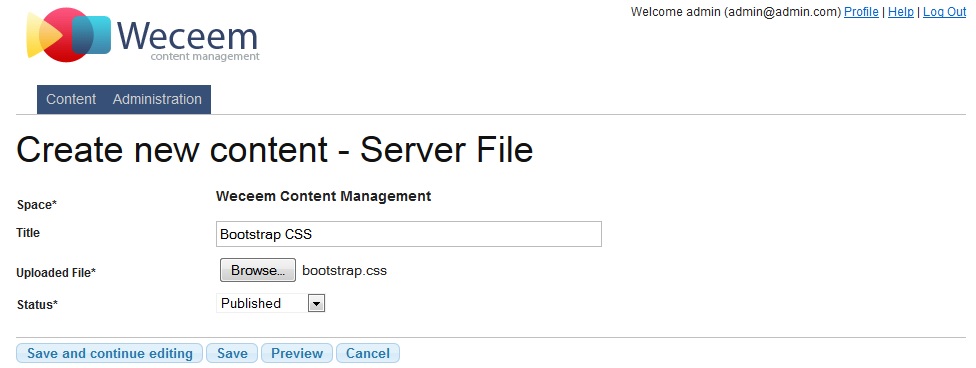 Welcome admin (admin@admin.com) Profile | Help | Log Out
Weceem
content management
Content Administration
Create new content - Server File
Space* Weceem Content Management
Title Bootstrap CSS
Uploaded File* Browse... bootstrap.css
Status* Published
Save and continue editing Save Preview Cancel